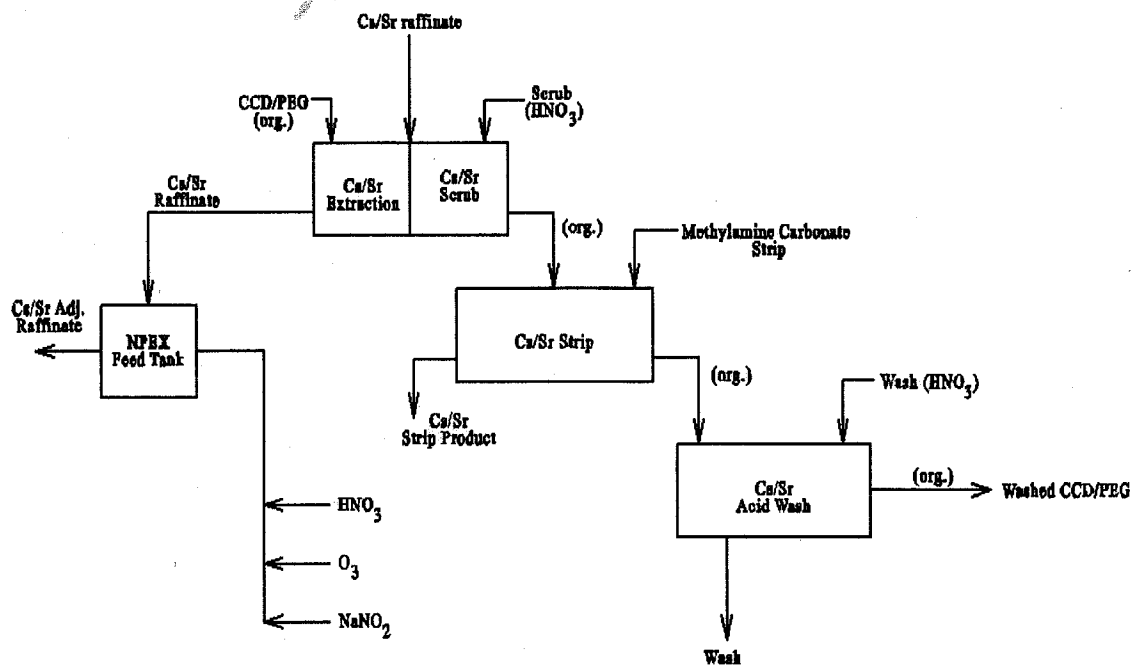 Cs/Sr raffinate
CCD/PEG
(org.)
Scrub
(HNO3)
Cs/Sr
Raffinate
Cs/Sr
Extraction
Cs/Sr
Scrub
(org.)
Methylamine Carbonate
Strip
Cs/Sr Adj.
Raffinate
NPEX
Feed Tank
Cs/Sr Strip
(org.)
Wash (HNO3)
Cs/Sr
Strip Product
Cs/Sr
Acid Wash
(org.)
Washed CCD/PEG
HNO3
O3
NaNO2
Wash